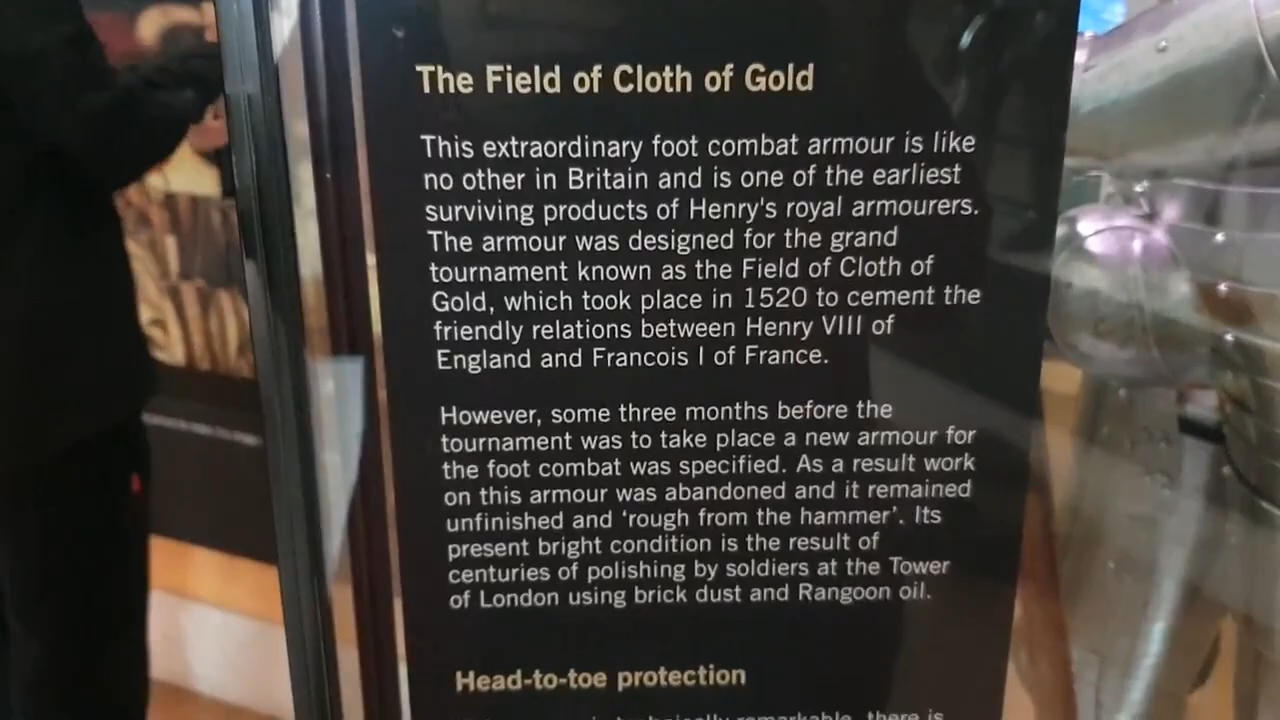 The Field of Cloth of Gold
This extraordinary foot combat armour is like
no other in Britain and is one of the earliest
surviving products of Henry's royal armourers.
The armour was designed for the grand
tournament known as the Field of Cloth of
Gold, which took place in 1520 to cement the
friendly relations between Henry VIII of
England and Francois I of France.
However, some three months before the
tournament was to take place a new armour for
the foot combat was specified. As a result work
on this armour was abandoned and it remained
unfinished and ‘rough from the hammer’. Its
present bright condition is the result of
centuries of polishing by soldiers at the Tower
of London using brick dust and Rangoon oil.
Head-to-toe protection
technically remarkable, there is